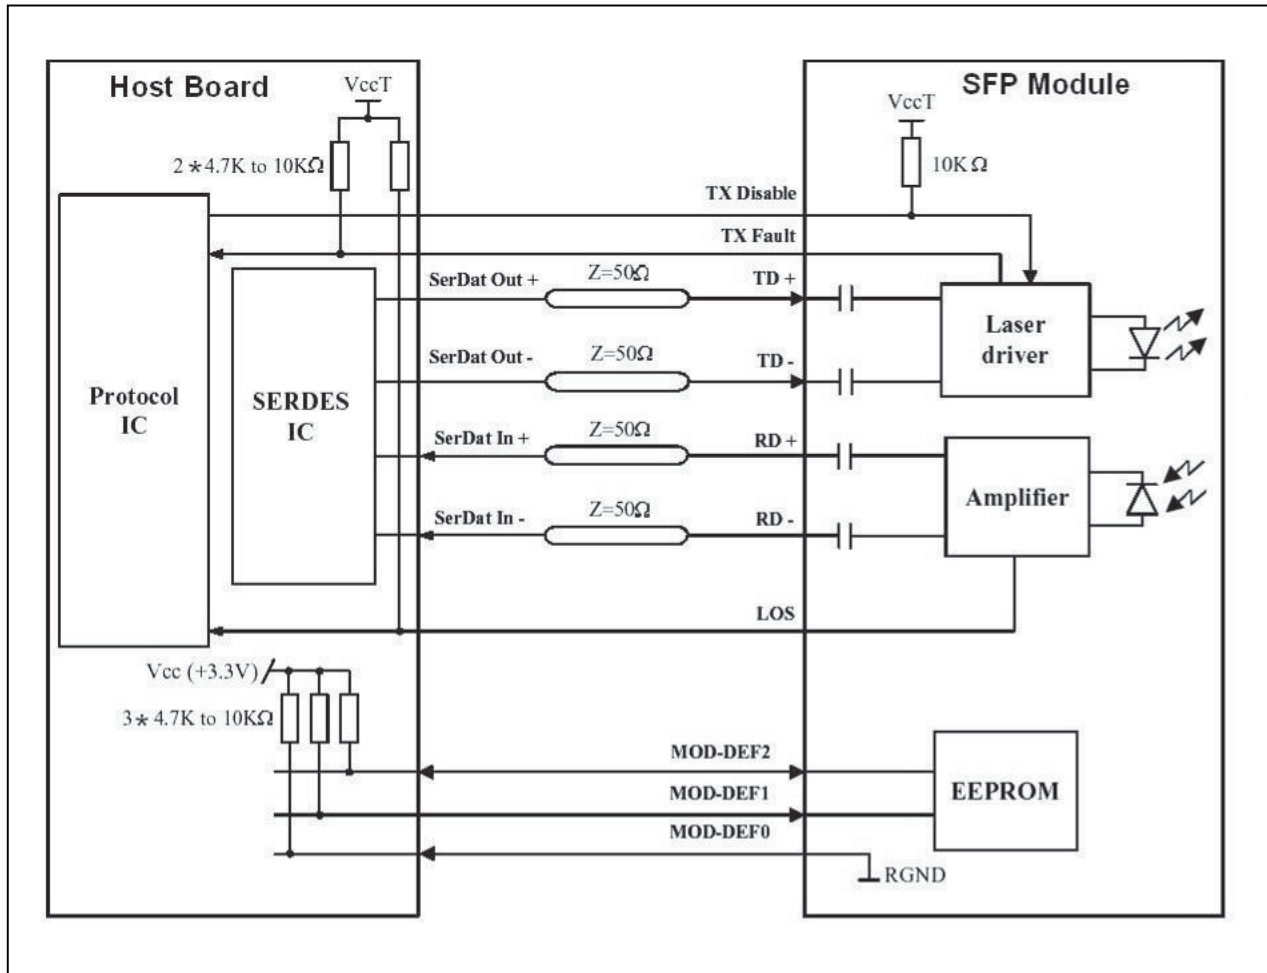 Host Board
SFP Module
VccT
VccT
2*4.7K to 10KΩ
10KΩ
TX Disable
TX Fault
SerDat Out +
Z=50Ω
TD +
Laser
driver
SerDat Out -
Z=50Ω
TD -
Protocol
IC
SERDES
IC
SerDat In +
Z=50Ω
RD +
Amplifier
SerDat In -
Z=50Ω
RD -
LOS
Vcc (+3.3V)
3*4.7K to 10KΩ
MOD-DEF2
EEPROM
MOD-DEF1
MOD-DEF0
RGND